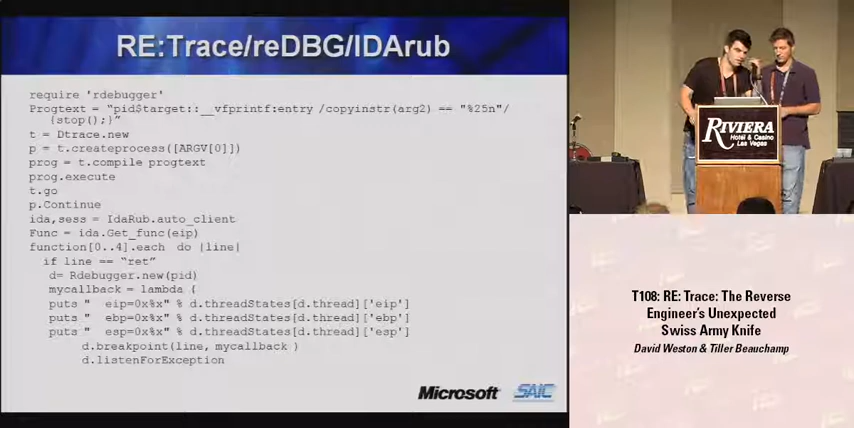 RE:Trace/reDBG/IDArub
require 'rdebugger'
Progtext = "pid$target::__vfprintf:entry /copyinstr(arg2) == "%25n"/
{stop();}"
t = Dtrace.new
p = t.createprocess([ARGV[0]])
prog = t.compile progtext
prog.execute
t.go
p.Continue
ida,sess = IdaRub.auto_client
Func = ida.Get_func(eip)
function[0..4].each do |line|
if line == "ret"
d= Rdebugger.new(pid)
mycallback = lambda (
puts " eip=0x%x" % d.threadStates[d.thread]['eip']
puts " ebp=0x%x" % d.threadStates[d.thread]['ebp']
puts " esp=0x%x" % d.threadStates[d.thread]['esp']
d.breakpoint(line, mycallback )
d.listenForException
Microsoft SAIC
RIVIERA
Hotel & Casino
Las Vegas
T108: RE: Trace: The Reverse
Engineer's Unexpected
Swiss Army Knife
David Weston & Tiller Beauchamp